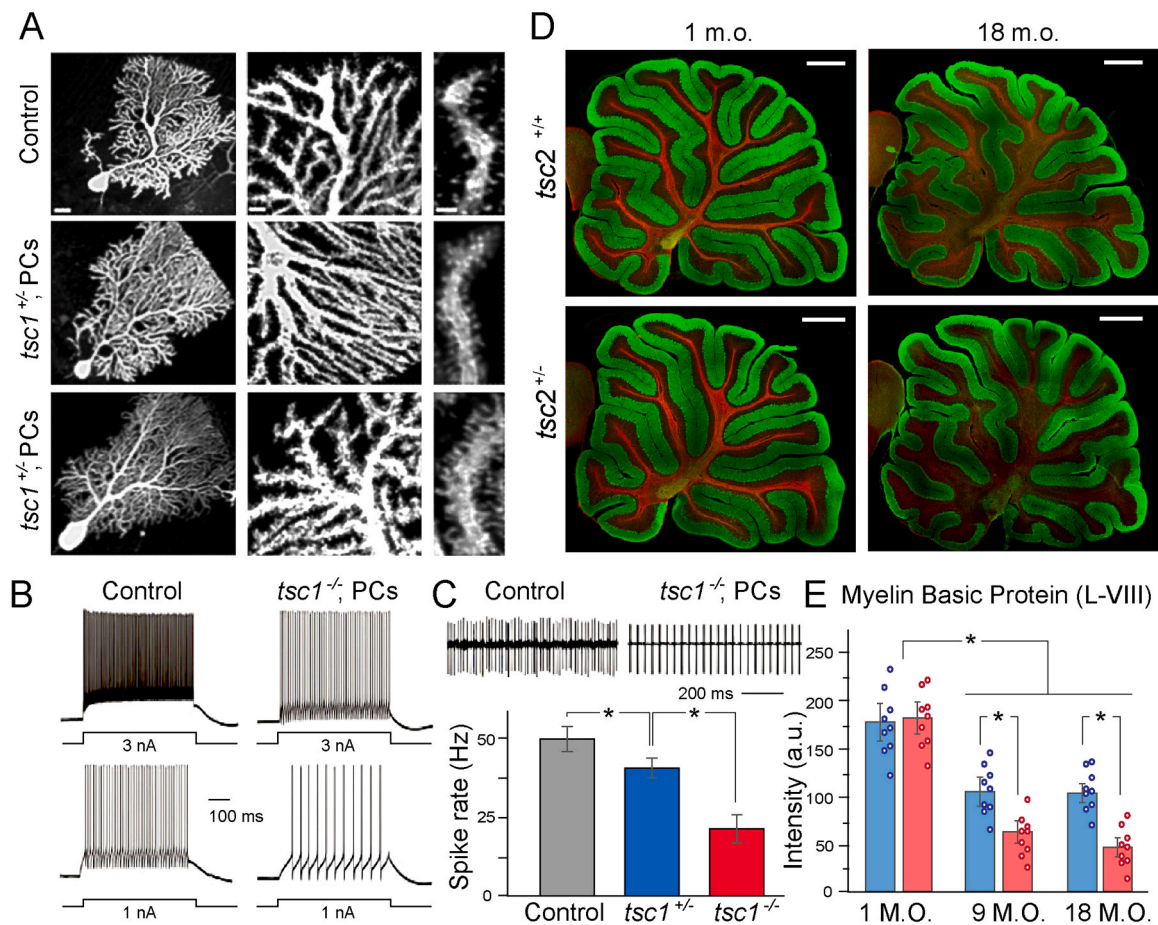 A
Control
tsc1 +/-, PCs
tsc1 +/-, PCs
B
Control
tsc1 -/-, PCs
3 nA
3 nA
100 ms
1 nA
1 nA
C
Control
tsc1 -/-, PCs
200 ms
Spike rate (Hz)
50
25
0
*
*
Control
tsc1 +/-
tsc1 -/-
D
1 m.o.
18 m.o.
tsc2 +/+
tsc2 +/-
E
Myelin Basic Protein (L-VIII)
Intensity (a.u.)
250
200
150
100
50
0
*
*
*
1 M.O.
9 M.O.
18 M.O.